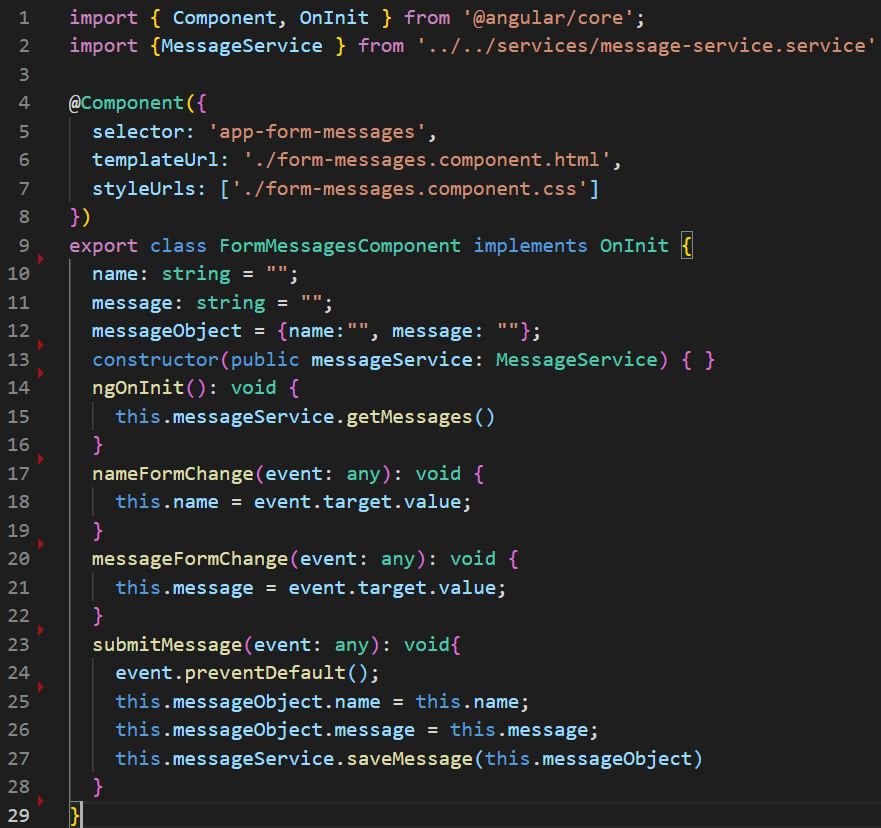 1 import { Component, OnInit } from '@angular/core';
2 import {MessageService } from '../../services/message-service.service'
3
4 @Component({
5   selector: 'app-form-messages',
6   templateUrl: './form-messages.component.html',
7   styleUrls: ['./form-messages.component.css']
8 })
9 export class FormMessagesComponent implements OnInit {
10   name: string = "";
11   message: string = "";
12   messageObject = {name:"", message: ""};
13   constructor(public messageService: MessageService) { }
14   ngOnInit(): void {
15     this.messageService.getMessages()
16   }
17   nameFormChange(event: any): void {
18     this.name = event.target.value;
19   }
20   messageFormChange(event: any): void {
21     this.message = event.target.value;
22   }
23   submitMessage(event: any): void{
24     event.preventDefault();
25     this.messageObject.name = this.name;
26     this.messageObject.message = this.message;
27     this.messageService.saveMessage(this.messageObject)
28   }
29 }